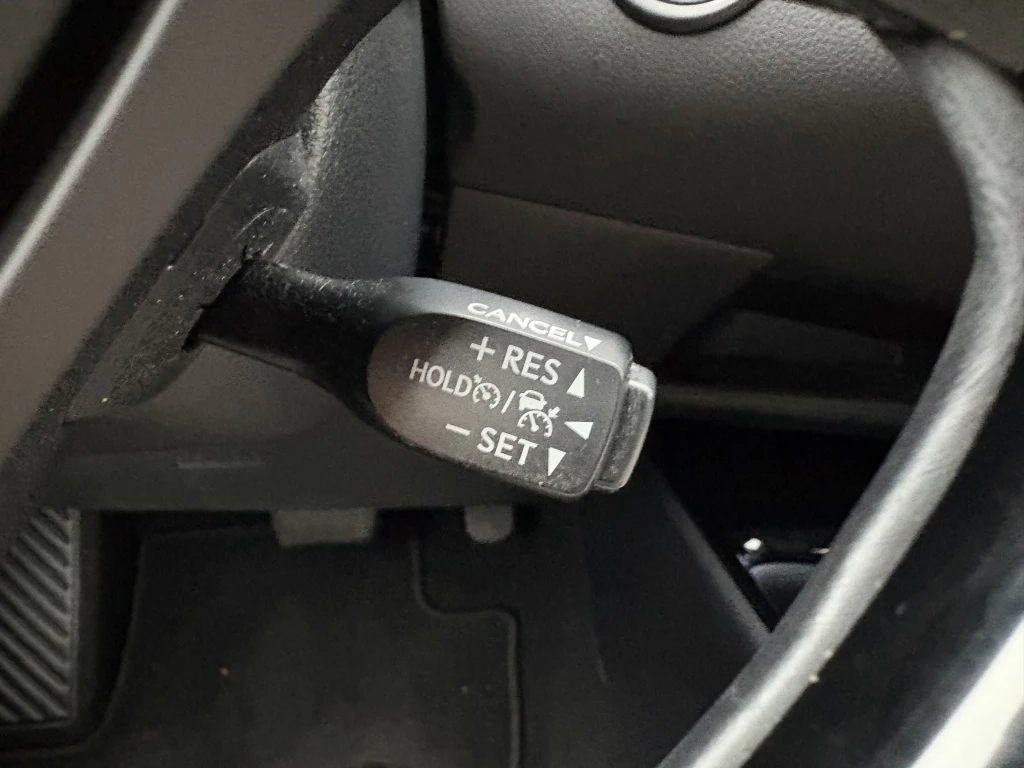 CANCEL▼
+ RES ▲
HOLD / ◀
− SET ▼